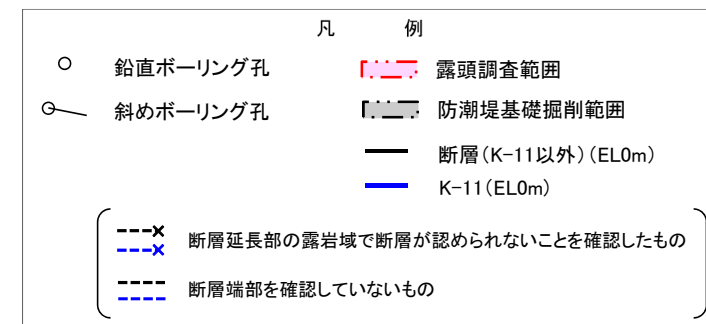 凡 例
鉛直ボーリング孔
露頭調査範囲
斜めボーリング孔
防潮堤基礎掘削範囲
断層(K-11以外)(EL0m)
K-11(EL0m)
断層延長部の露岩域で断層が認められないことを確認したもの
断層端部を確認していないもの